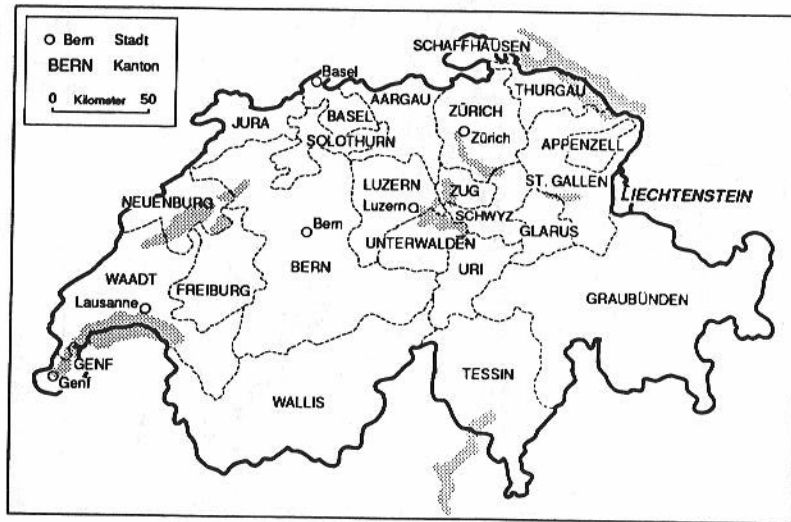 Bern Stadt
BERN Kanton
0 Kilometer 50
SCHAFFHAUSEN
Basel
THURGAU
AARGAU
ZÜRICH
JURA
BASEL
Zürich
SOLOTHURN
APPENZELL
LUZERN
ZUG
ST. GALLEN
NEUENBURG
LIECHTENSTEIN
Luzern
SCHWYZ
Bern
GLARUS
UNTERWALDEN
BERN
URI
WAADT
FREIBURG
GRAUBÜNDEN
Lausanne
GENF
Genf
TESSIN
WALLIS